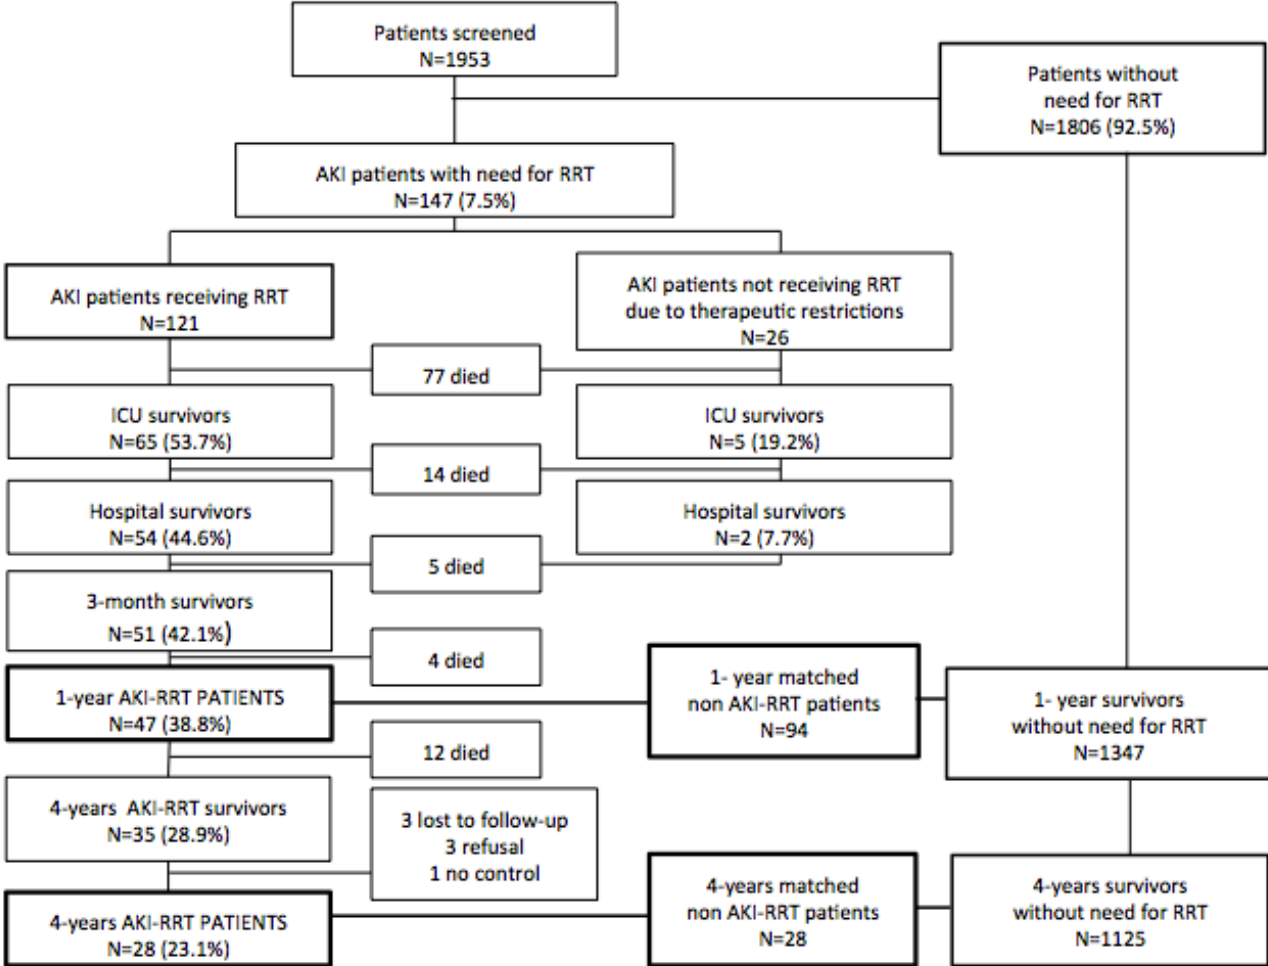 Patients screened
N=1953
Patients without
need for RRT
N=1806 (92.5%)
AKI patients with need for RRT
N=147 (7.5%)
AKI patients receiving RRT
N=121
AKI patients not receiving RRT
due to therapeutic restrictions
N=26
77 died
ICU survivors
N=65 (53.7%)
ICU survivors
N=5 (19.2%)
14 died
Hospital survivors
N=54 (44.6%)
Hospital survivors
N=2 (7.7%)
5 died
3-month survivors
N=51 (42.1%)
4 died
1-year AKI-RRT PATIENTS
N=47 (38.8%)
1- year matched
non AKI-RRT patients
N=94
1- year survivors
without need for RRT
N=1347
12 died
4-years AKI-RRT survivors
N=35 (28.9%)
3 lost to follow-up
3 refusal
1 no control
4-years AKI-RRT PATIENTS
N=28 (23.1%)
4-years matched
non AKI-RRT patients
N=28
4-years survivors
without need for RRT
N=1125